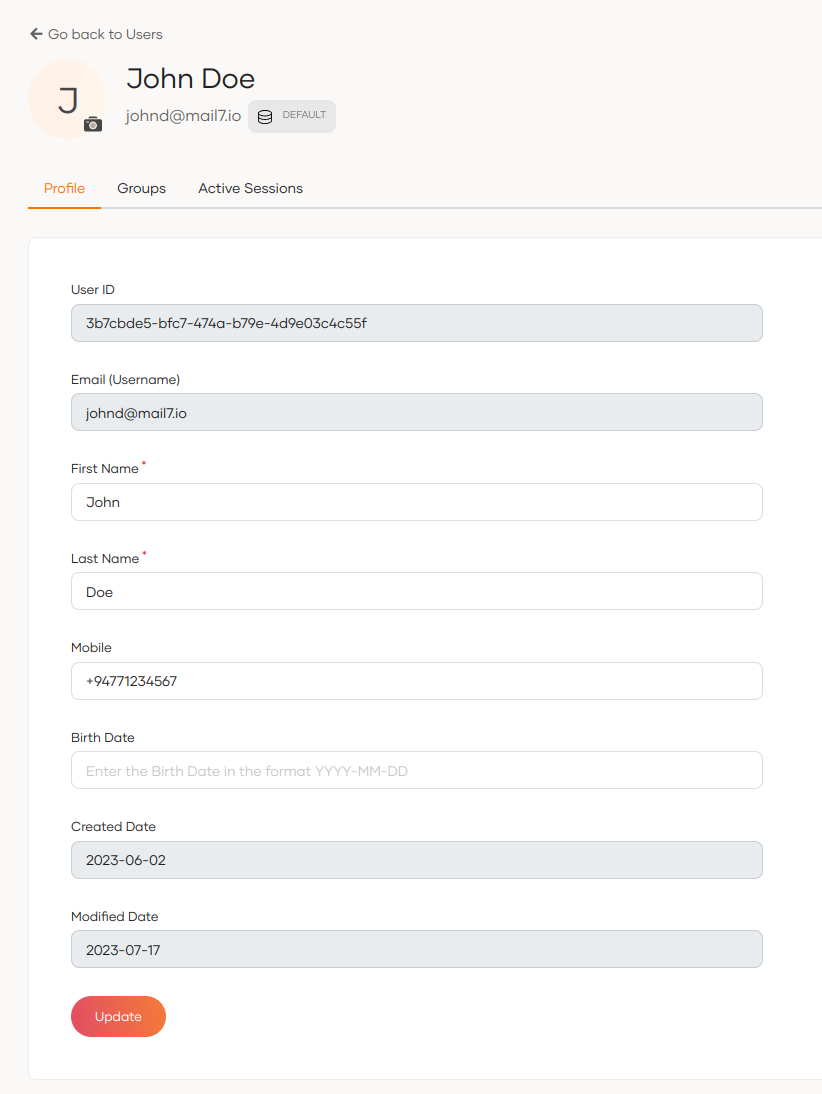 Go back to Users
J
John Doe
johnd@mail7.io DEFAULT
Profile Groups Active Sessions
User ID
3b7cbde5-bfc7-474a-b79e-4d9e03c4c55f
Email (Username)
johnd@mail7.io
First Name *
John
Last Name *
Doe
Mobile
+94771234567
Birth Date
Enter the Birth Date in the format YYYY-MM-DD
Created Date
2023-06-02
Modified Date
2023-07-17
Update